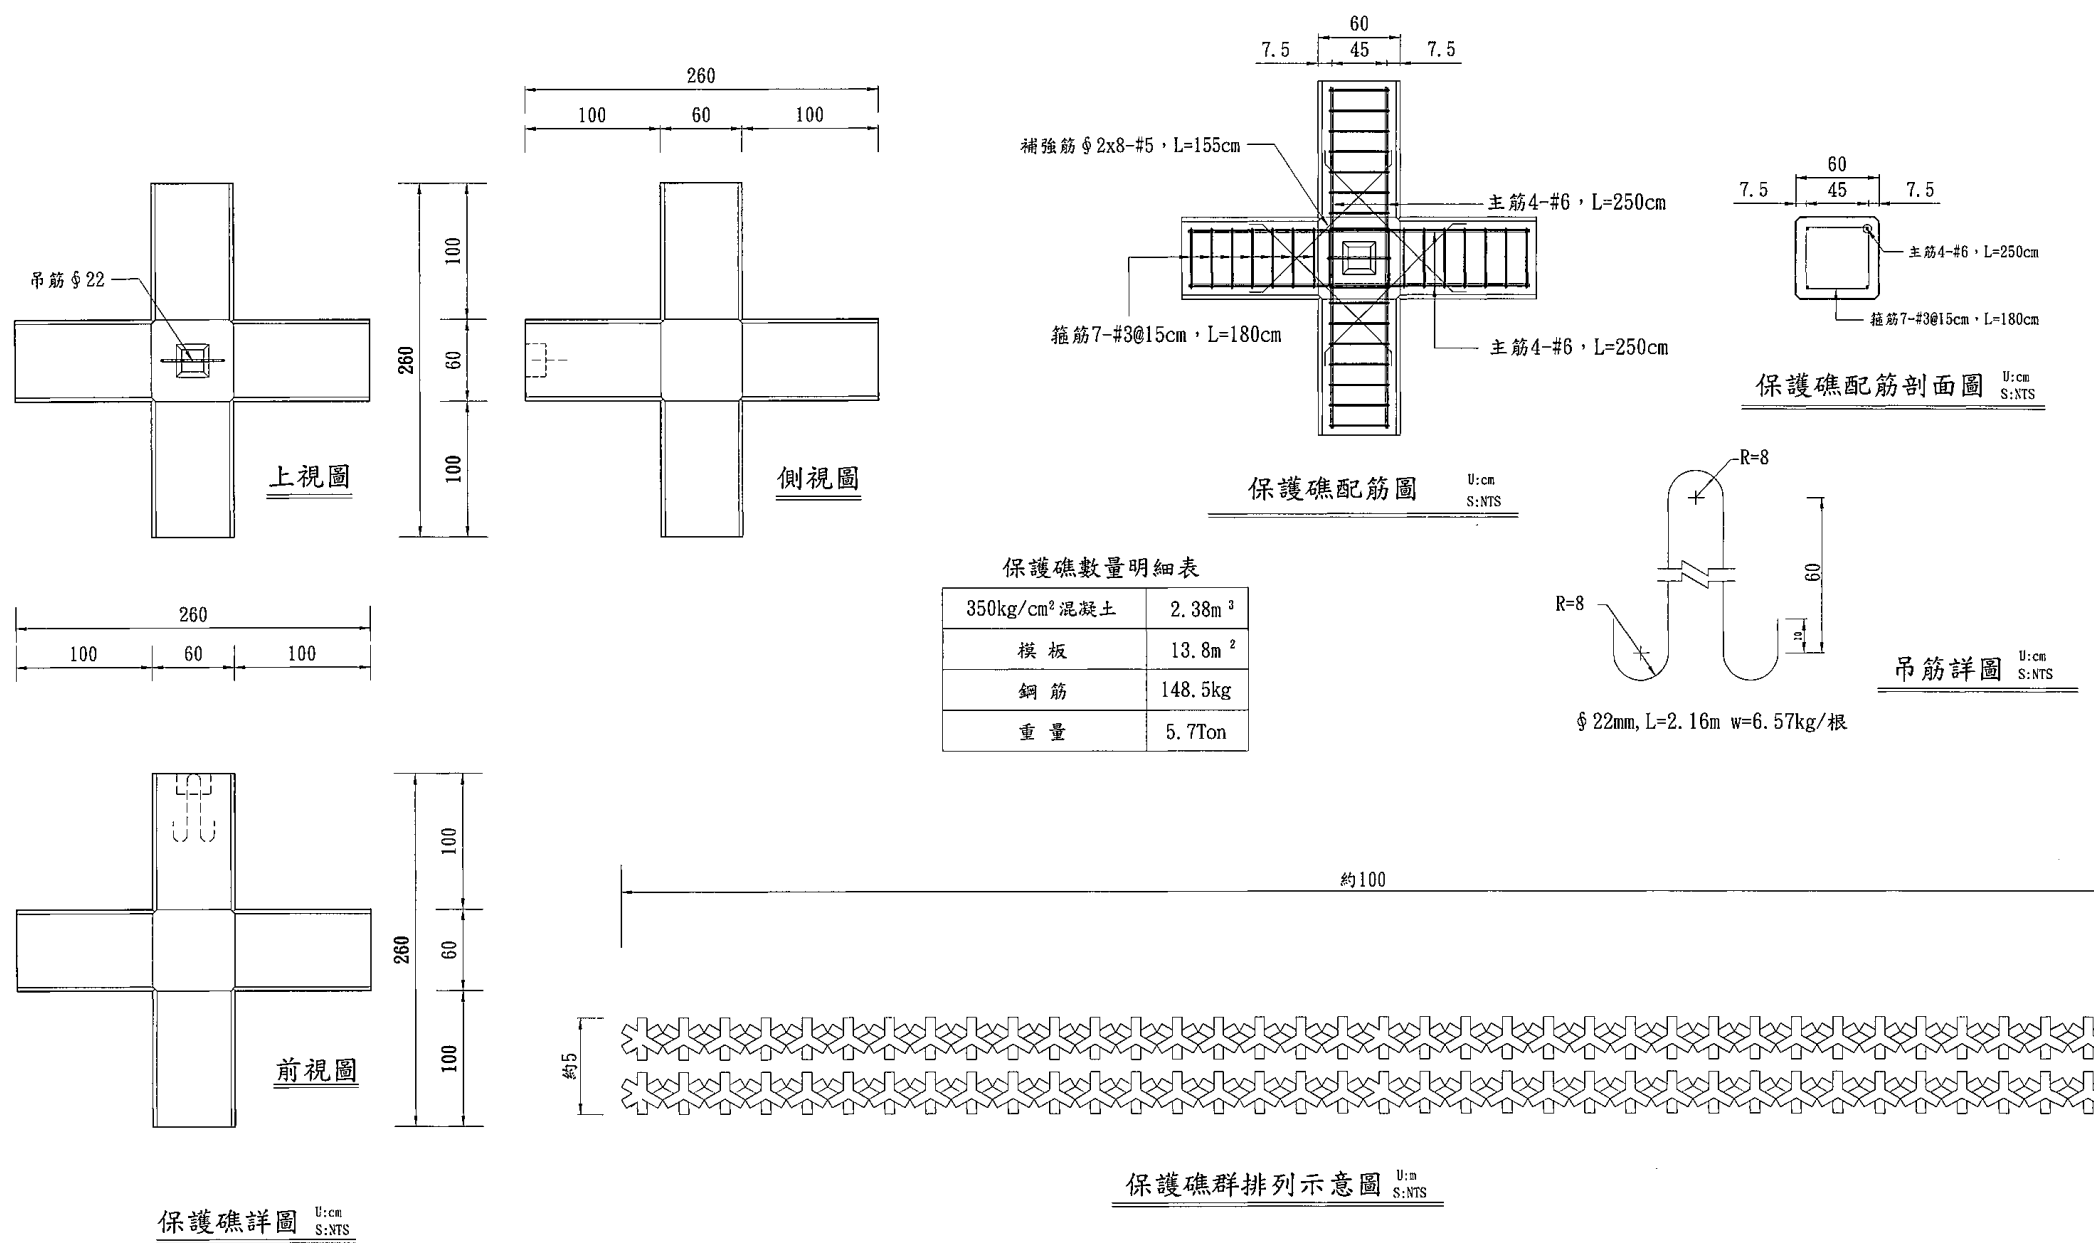 260
100 60 100
吊筋∮22
100
60
100
260
上視圖
側視圖
60
7.5 45 7.5
補強筋∮2x8-#5，L=155cm
主筋4-#6，L=250cm
箍筋7-#3@15cm，L=180cm
主筋4-#6，L=250cm
保護礁配筋圖 U:cm
S:NTS
60
7.5 45 7.5
主筋4-#6，L=250cm
箍筋7-#3@15cm，L=180cm
保護礁配筋剖面圖 U:cm
S:NTS
R=8
60
R=8
10
吊筋詳圖 U:cm
S:NTS
∮22mm,L=2.16m w=6.57kg/根
保護礁數量明細表
350kg/cm²混凝土 2.38m³
模板 13.8m²
鋼筋 148.5kg
重量 5.7Ton
260
100 60 100
100
60
100
260
前視圖
保護礁詳圖 U:cm
S:NTS
約100
約5
保護礁群排列示意圖 U:m
S:NTS